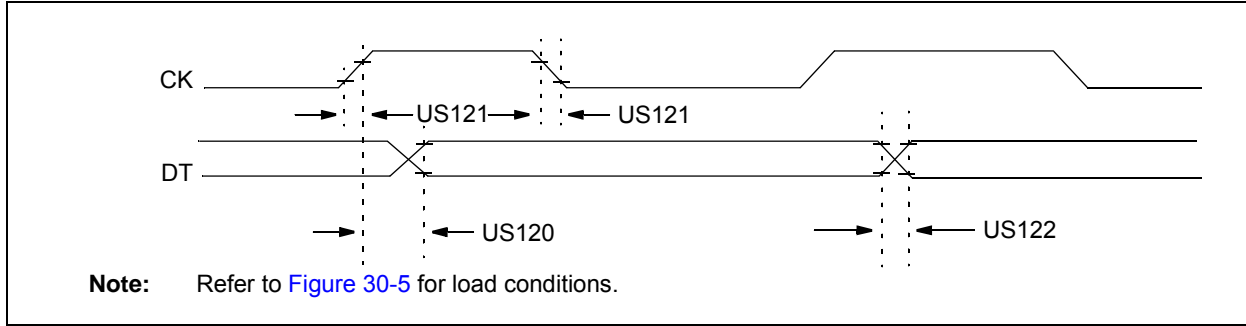 CK
US121
US121
DT
US120
US122
Note: Refer to Figure 30-5 for load conditions.